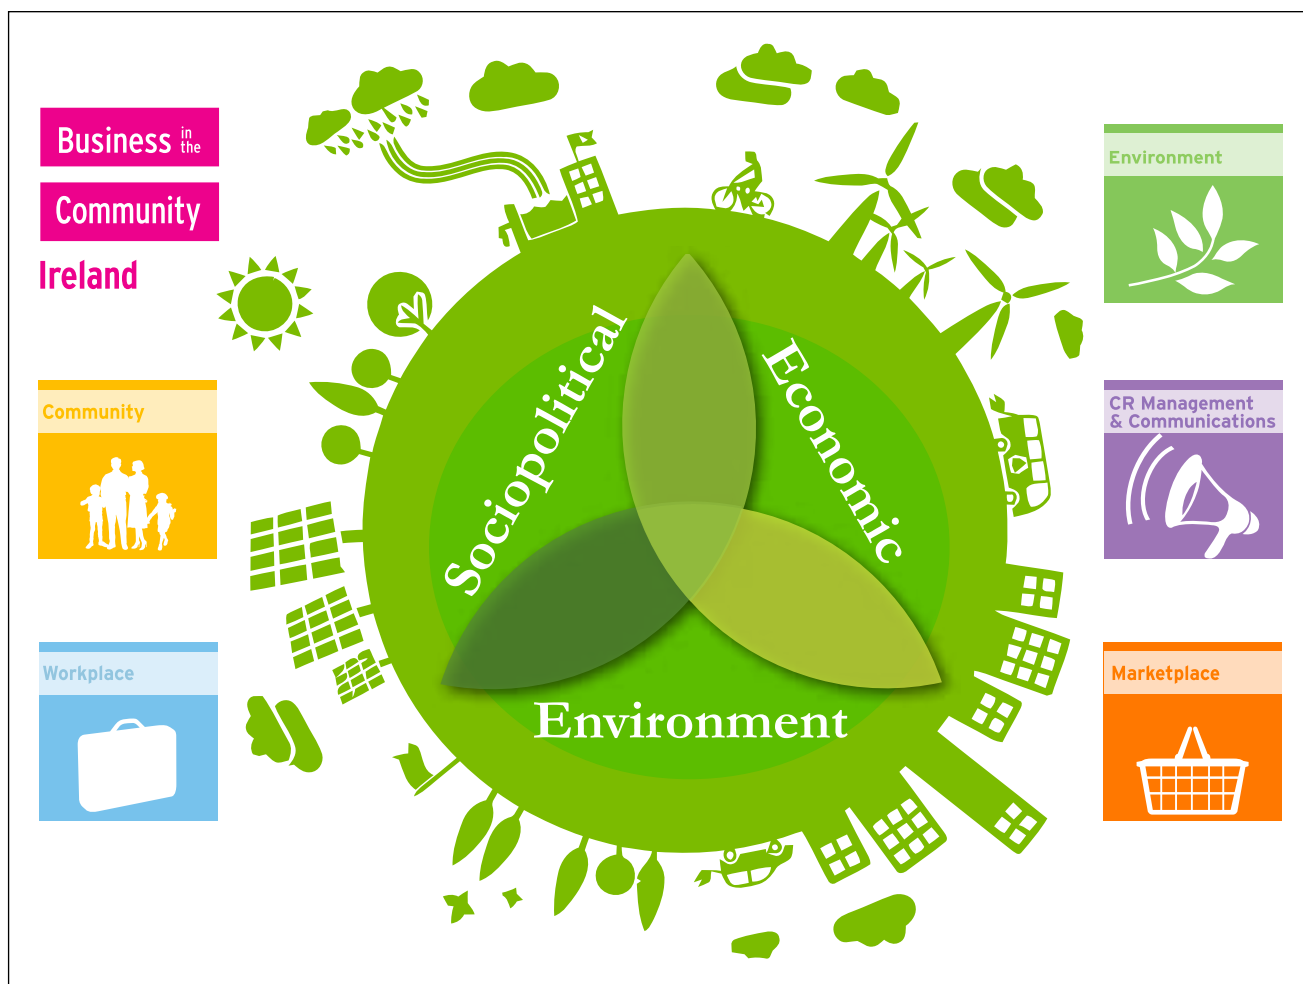 Business in the
Community
Ireland
Community
Workplace
Sociopolitical
Economic
Environment
Environment
CR Management
& Communications
Marketplace